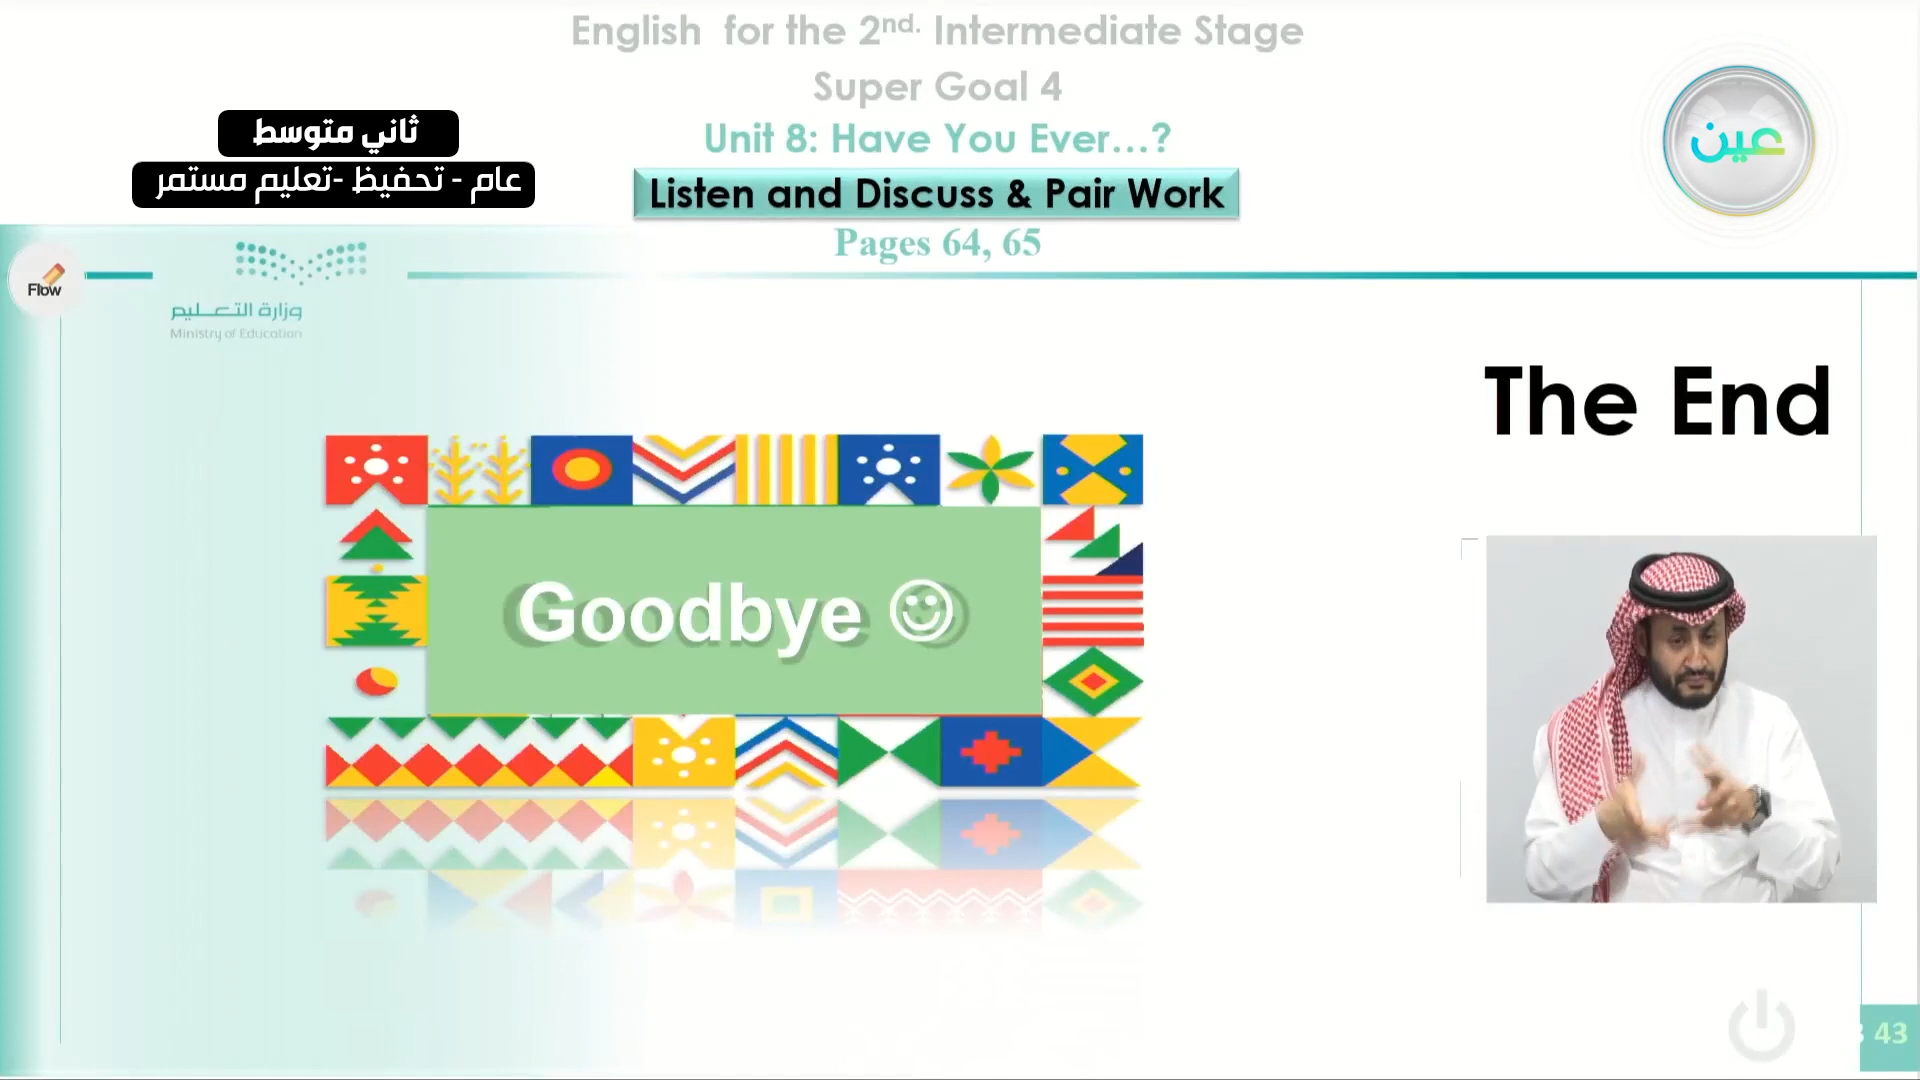 English for the 2nd. Intermediate Stage
Super Goal 4
Unit 8: Have You Ever...?
Listen and Discuss & Pair Work
Pages 64, 65
ثاني متوسط
عام - تحفيظ -تعليم مستمر
عين
Flow
وزارة التعليم
Ministry of Education
The End
Goodbye ☺
43